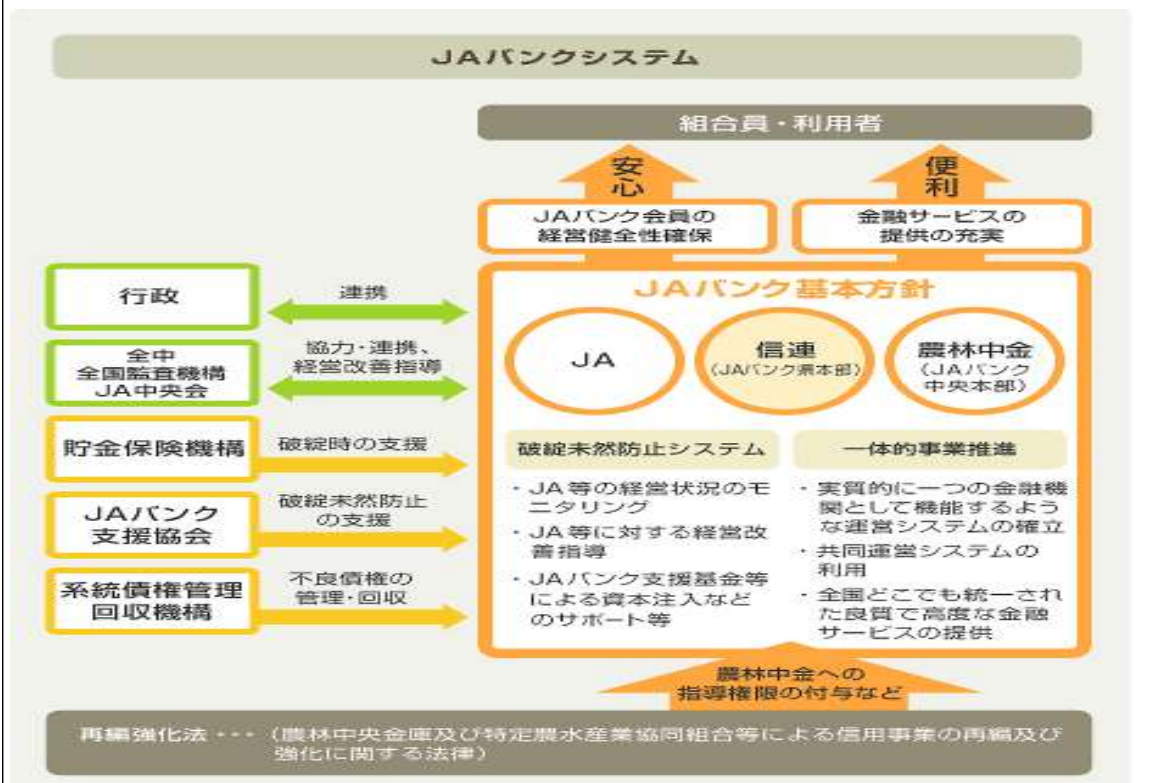 JAバンクシステム
組合員・利用者
安心
便利
JAバンク会員の
経営健全性確保
金融サービスの
提供の充実
行政
連携
全中
全国監査機構
JA中央会
協力・連携、
経営改善指導
貯金保険機構
破綻時の支援
JAバンク
支援協会
破綻未然防止
の支援
系統債権管理
回収機構
不良債権の
管理・回収
JAバンク基本方針
JA
信連
(JAバンク県本部)
農林中金
(JAバンク
中央本部)
破綻未然防止システム
・JA等の経営状況のモ
ニタリング
・JA等に対する経営改
善指導
・JAバンク支援基金等
による資本注入など
のサポート等
一体的事業推進
・実質的に一つの金融機
関として機能するよう
な運営システムの確立
・共同運営システムの
利用
・全国どこでも統一され
た良質で高度な金融
サービスの提供
農林中金への
指導権限の付与など
再編強化法・・・(農林中央金庫及び特定農水産業協同組合等による信用事業の再編及び
強化に関する法律)